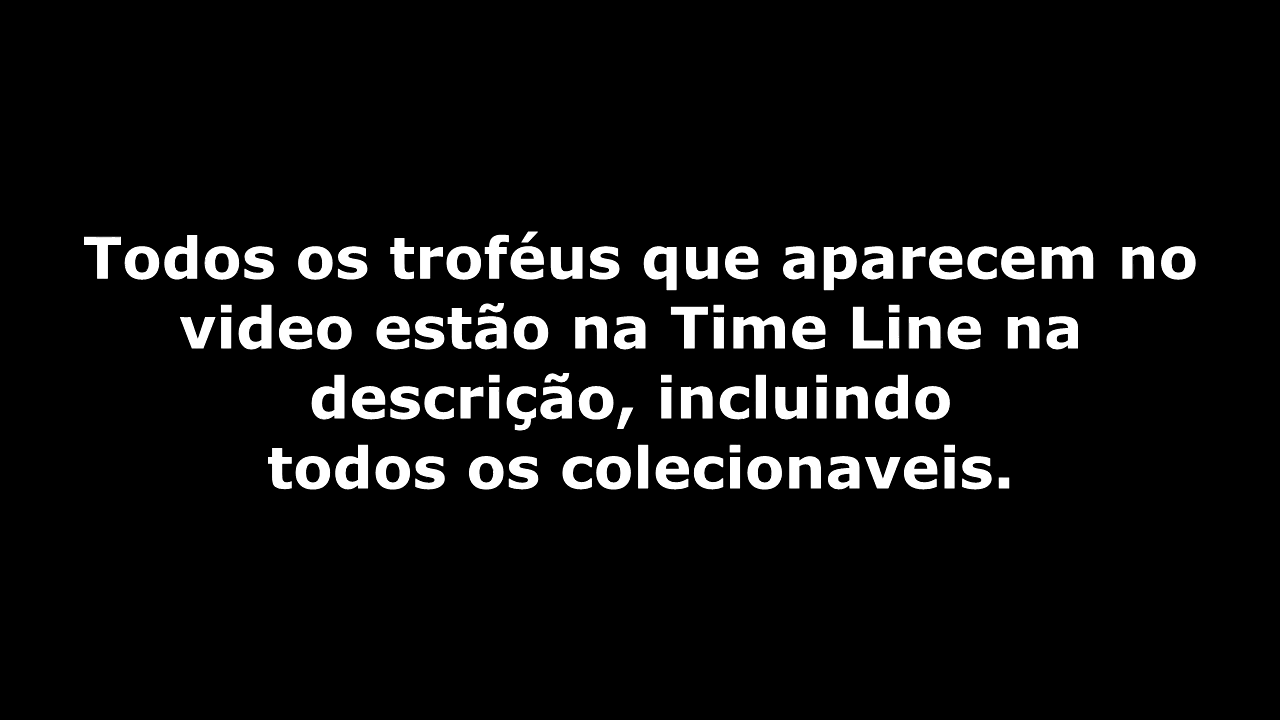 Todos os troféus que aparecem no
video estão na Time Line na
descrição, incluindo
todos os colecionaveis.